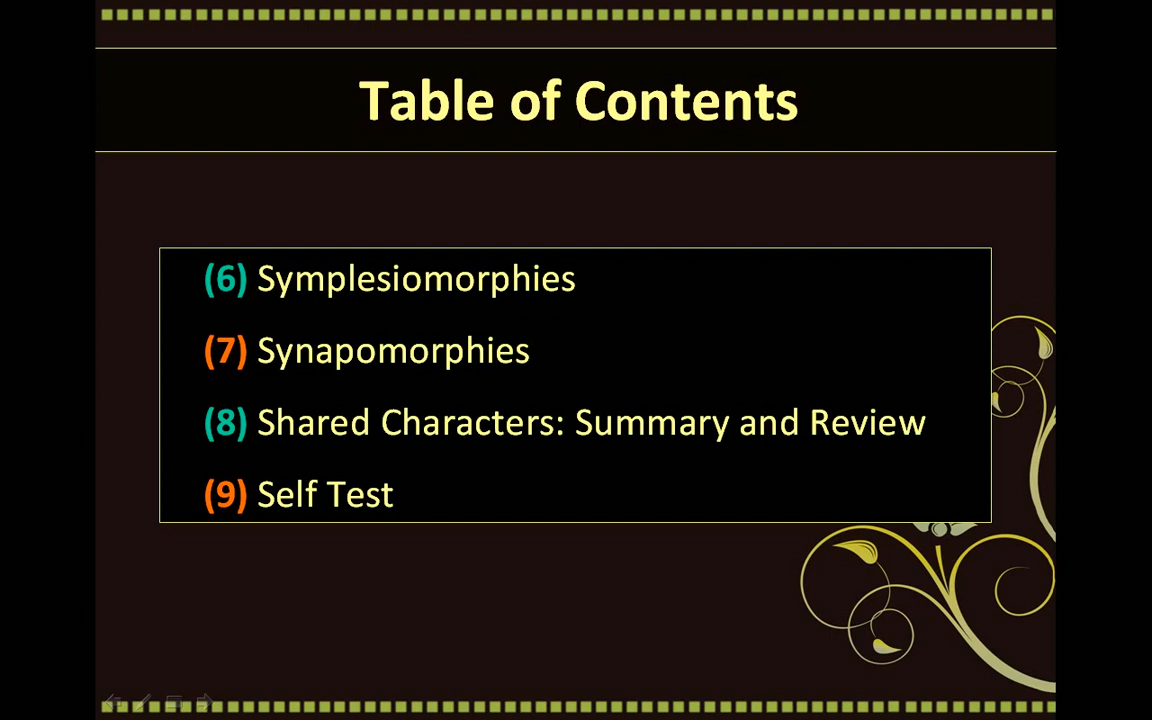 Table of Contents
(6) Symplesiomorphies
(7) Synapomorphies
(8) Shared Characters: Summary and Review
(9) Self Test